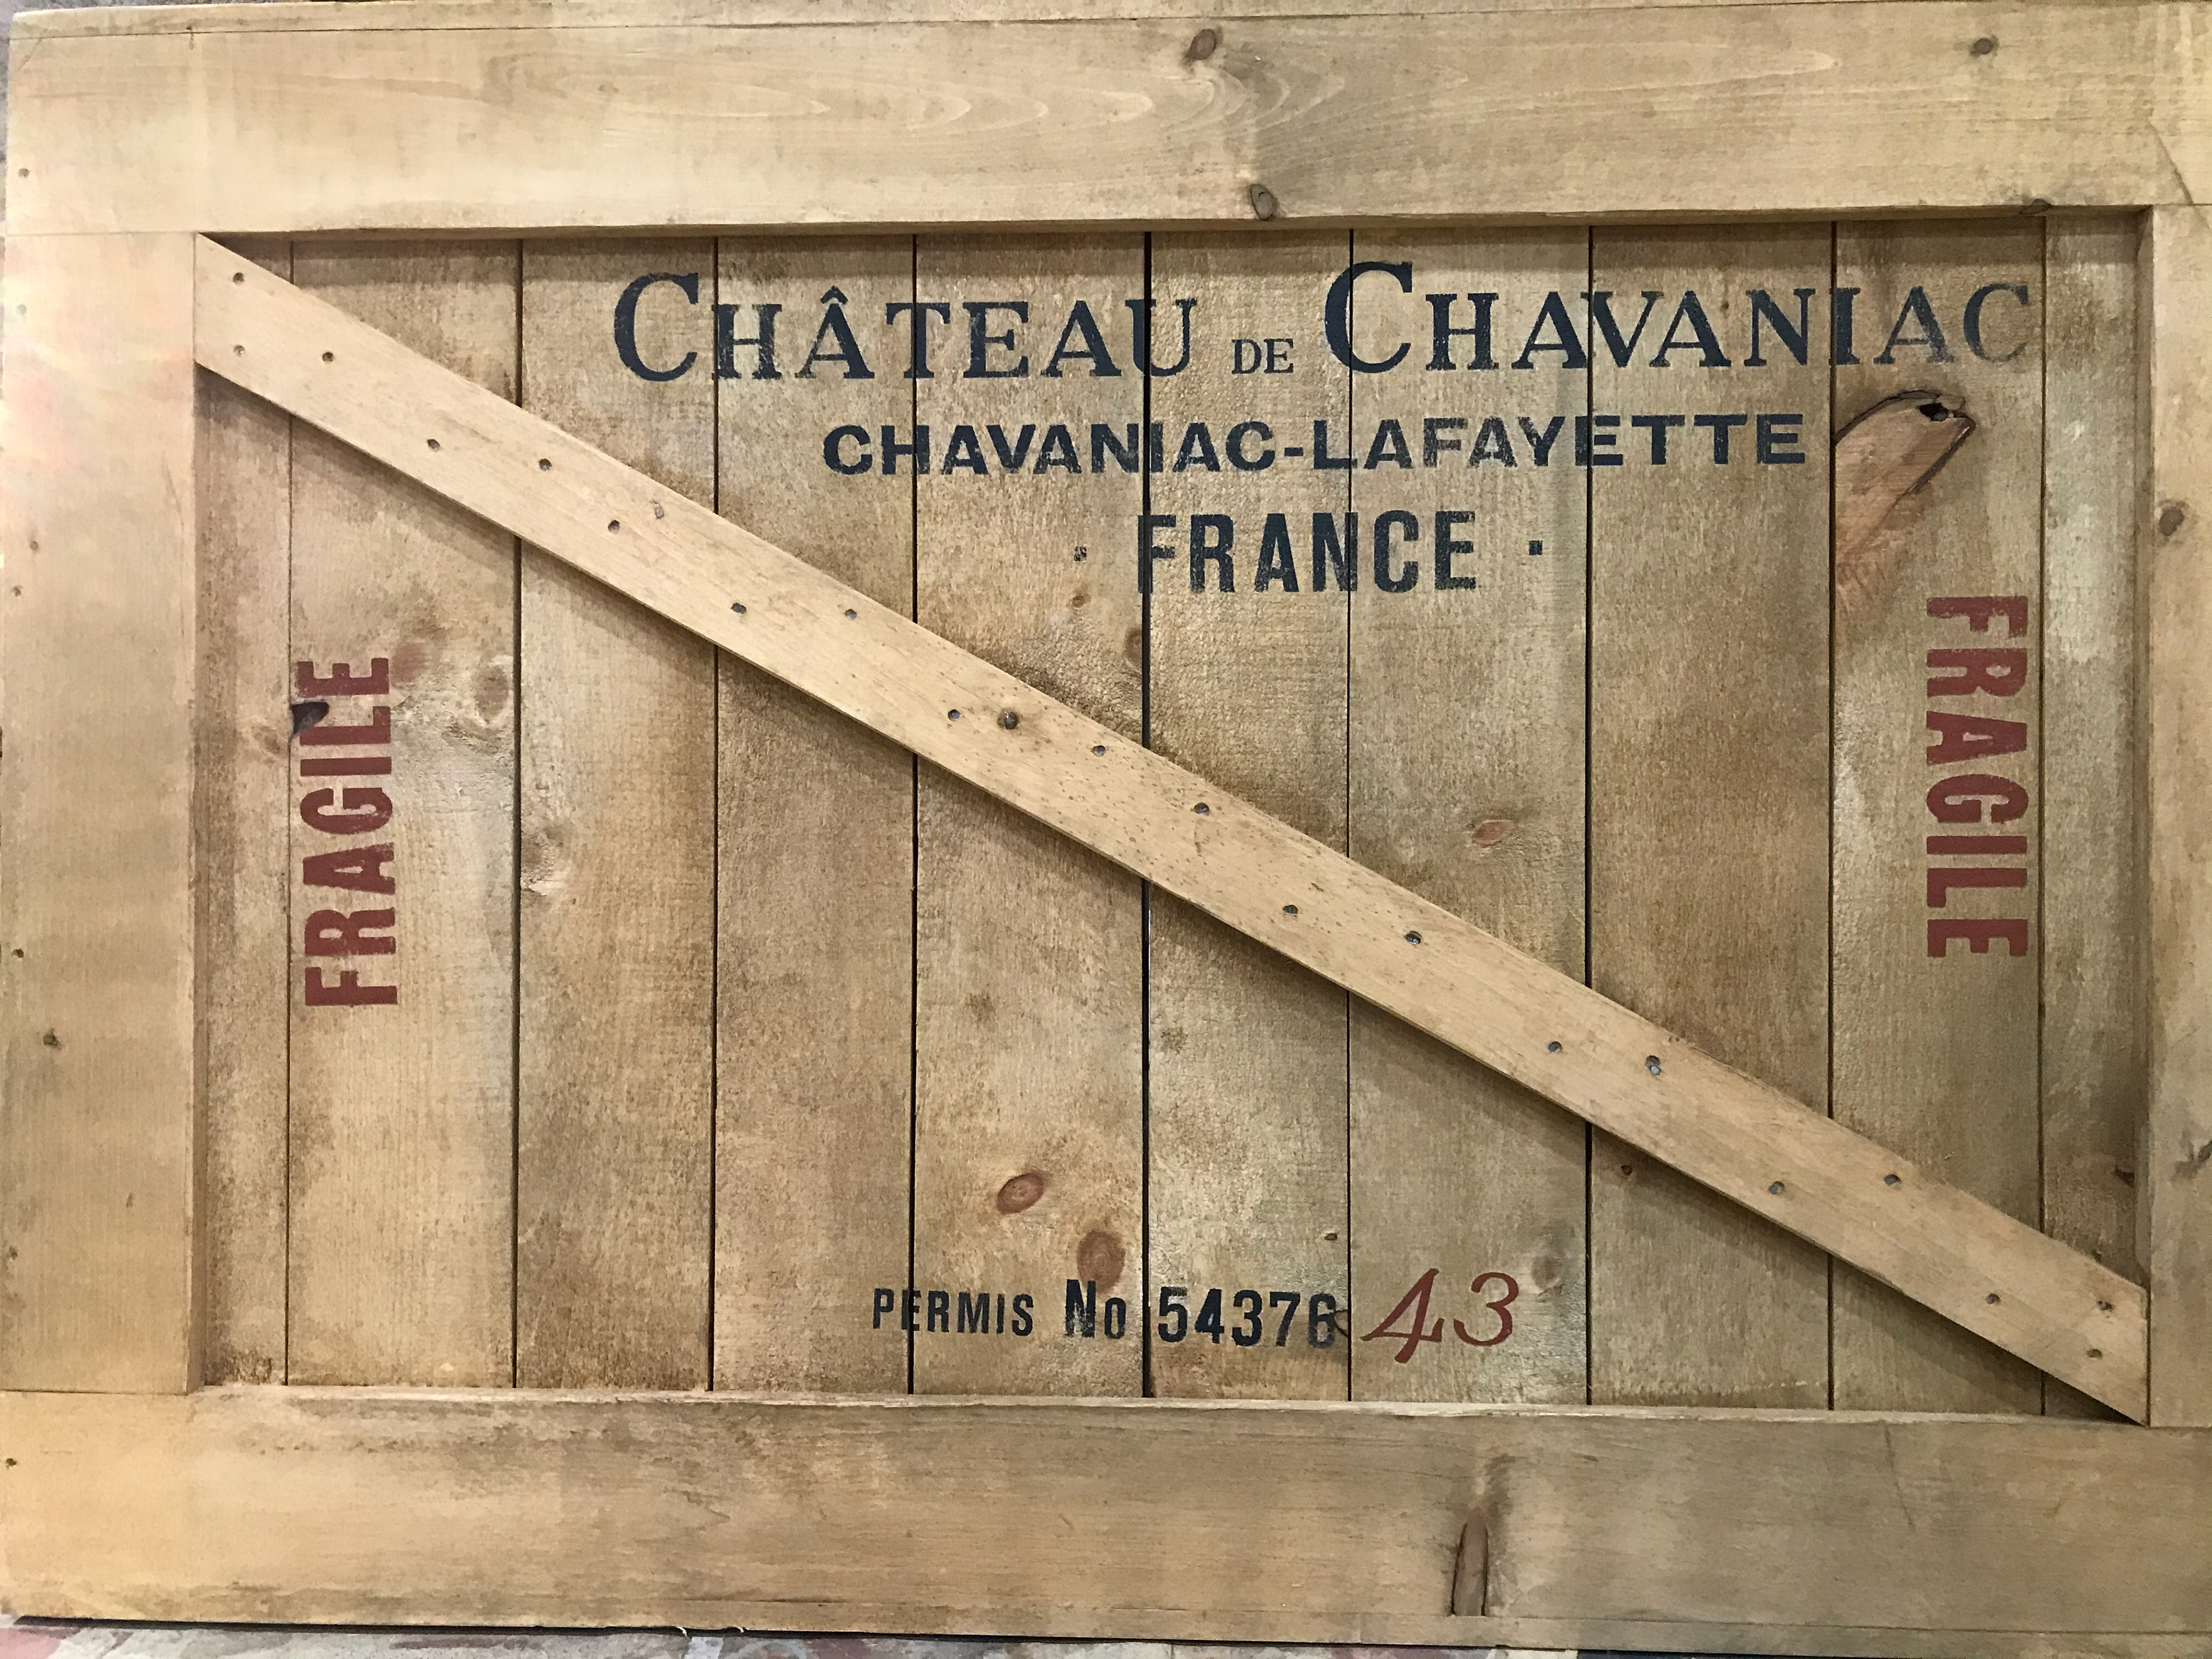 CHÂTEAU DE CHAVANIAC
CHAVANIAC-LAFAYETTE
· FRANCE ·
FRAGILE
FRAGILE
PERMIS No 54376 43